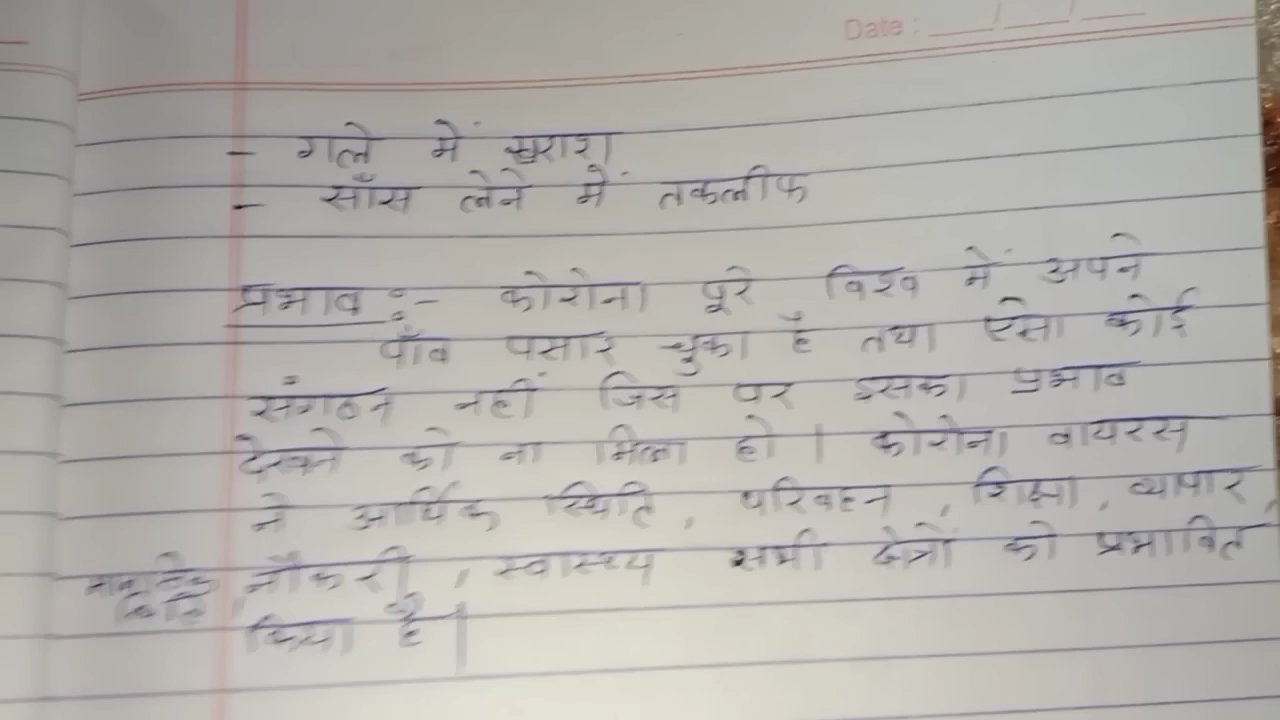 Date :
- गले में खराश
- साँस लेने में तकलीफ
प्रभाव :- कोरोना पूरे विश्व में अपने
पाँव पसार चुका है तथा ऐसा कोई
संगठन नहीं जिस पर इसका प्रभाव
देखने को ना मिला हो । कोरोना वायरस
ने आर्थिक स्थिति , परिवहन , शिक्षा , व्यापार ,
नौकरी , स्वास्थ्य सभी क्षेत्रों को प्रभावित
किया है |